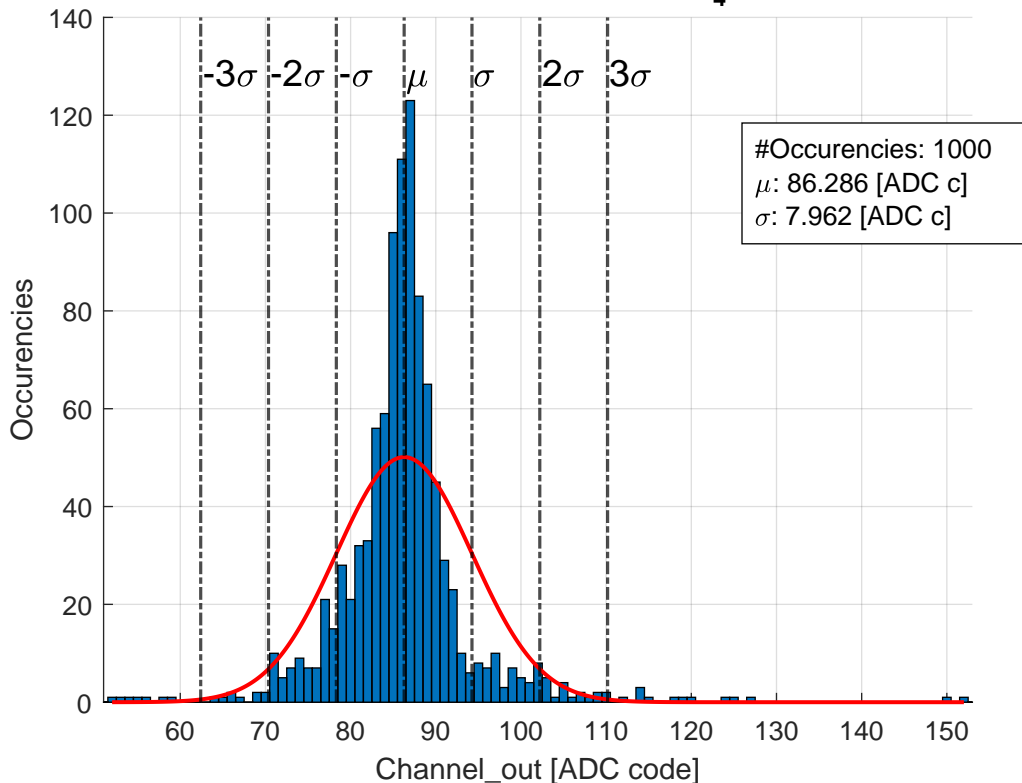 4
140
120
100
80
60
40
20
0
-3σ -2σ -σ μ σ 2σ 3σ
#Occurencies: 1000
μ: 86.286 [ADC c]
σ: 7.962 [ADC c]
Occurencies
60 70 80 90 100 110 120 130 140 150
Channel_out [ADC code]